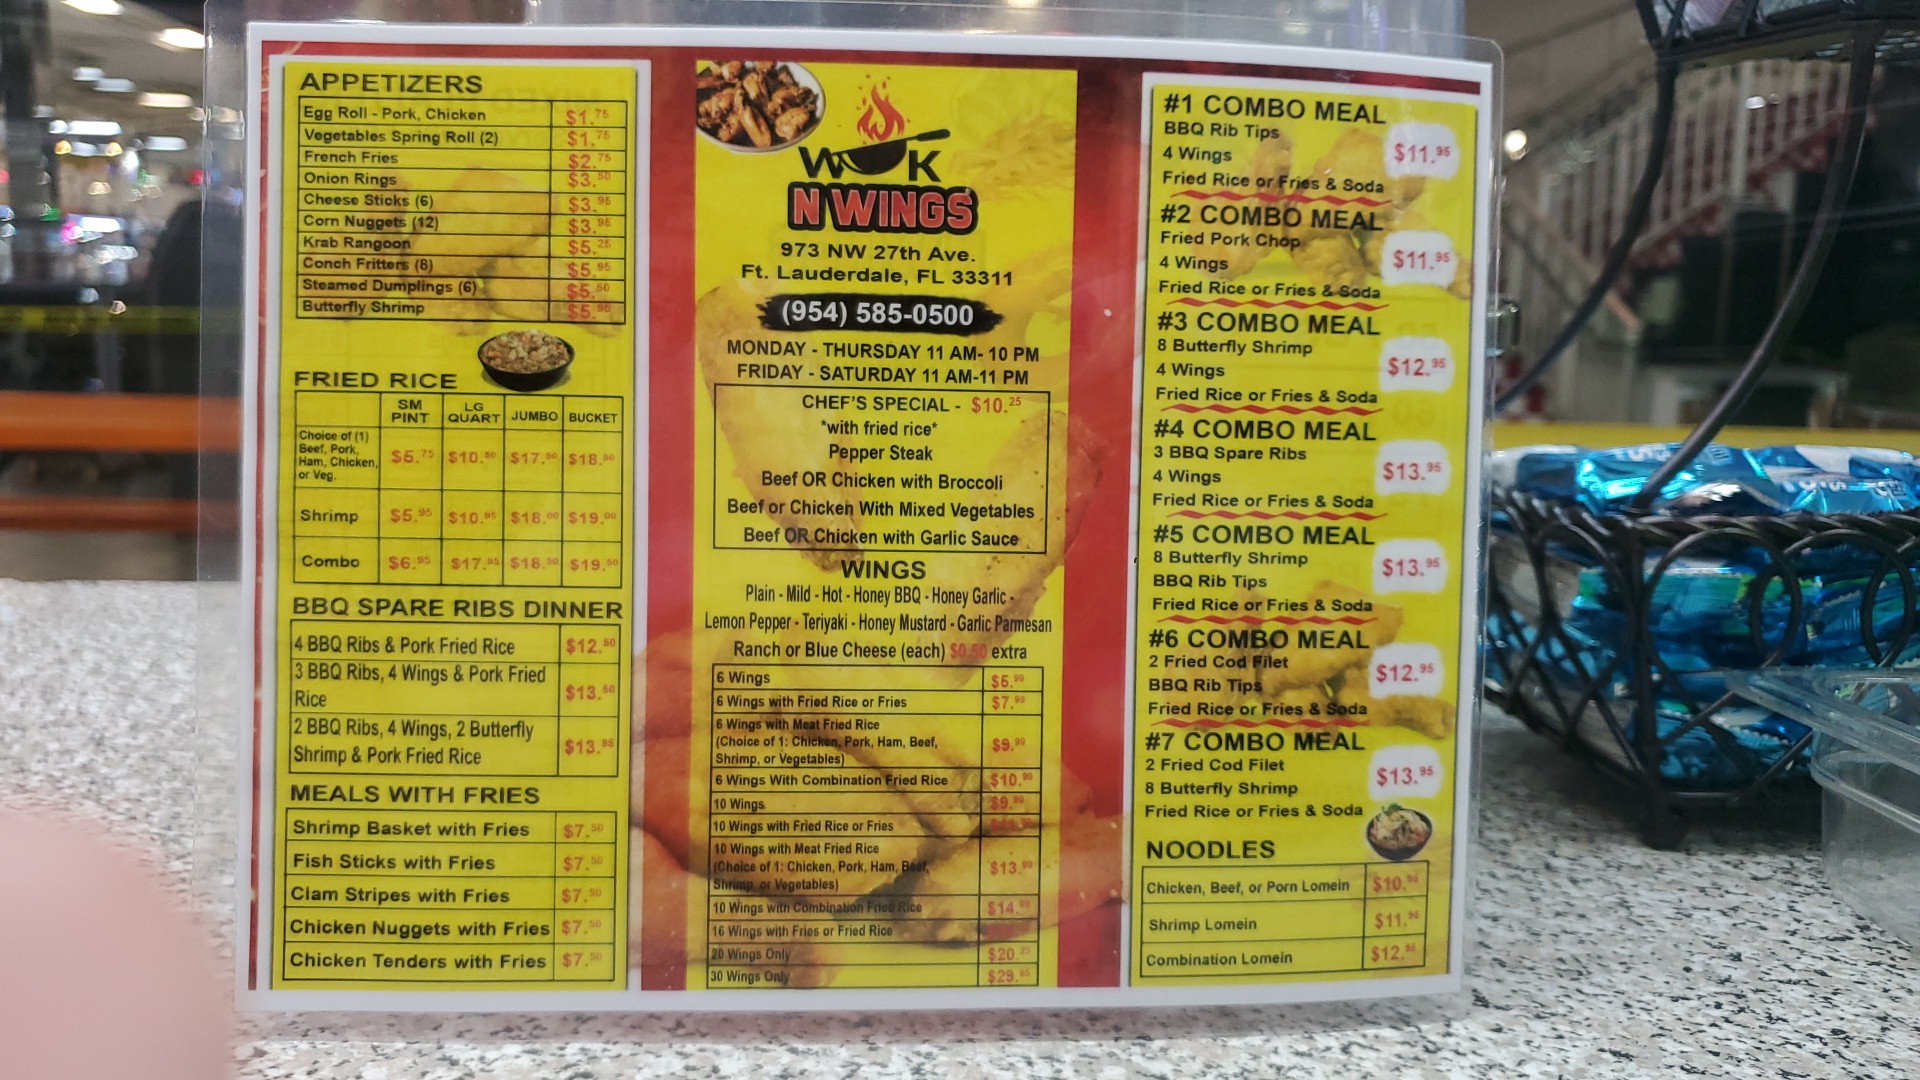 APPETIZERS
Egg Roll - Pork, Chicken $1.75
Vegetables Spring Roll (2) $1.75
French Fries $2.75
Onion Rings $3.50
Cheese Sticks (6) $3.95
Corn Nuggets (12) $3.95
Krab Rangoon $5.25
Conch Fritters (8) $5.95
Steamed Dumplings (6) $5.50
Butterfly Shrimp $5.95
FRIED RICE
SM PINT LG QUART JUMBO BUCKET
Choice of (1)
Beef, Pork,
Ham, Chicken,
or Veg.
$5.75 $10.50 $17.50 $18.50
Shrimp $5.95 $10.95 $18.00 $19.00
Combo $6.95 $17.95 $18.50 $19.50
BBQ SPARE RIBS DINNER
4 BBQ Ribs & Pork Fried Rice $12.50
3 BBQ Ribs, 4 Wings & Pork Fried
Rice $13.50
2 BBQ Ribs, 4 Wings, 2 Butterfly
Shrimp & Pork Fried Rice $13.95
MEALS WITH FRIES
Shrimp Basket with Fries $7.50
Fish Sticks with Fries $7.50
Clam Stripes with Fries $7.50
Chicken Nuggets with Fries $7.50
Chicken Tenders with Fries $7.50
WOK
N WINGS
973 NW 27th Ave.
Ft. Lauderdale, FL 33311
(954) 585-0500
MONDAY - THURSDAY 11 AM- 10 PM
FRIDAY - SATURDAY 11 AM-11 PM
CHEF'S SPECIAL - $10.25
*with fried rice*
Pepper Steak
Beef OR Chicken with Broccoli
Beef or Chicken With Mixed Vegetables
Beef OR Chicken with Garlic Sauce
WINGS
Plain - Mild - Hot - Honey BBQ - Honey Garlic -
Lemon Pepper - Teriyaki - Honey Mustard - Garlic Parmesan
Ranch or Blue Cheese (each) $0.50 extra
6 Wings $5.99
6 Wings with Fried Rice or Fries $7.99
6 Wings with Meat Fried Rice
(Choice of 1: Chicken, Pork, Ham, Beef,
Shrimp, or Vegetables) $9.99
6 Wings With Combination Fried Rice $10.99
10 Wings $9.99
10 Wings with Fried Rice or Fries
10 Wings with Meat Fried Rice
(Choice of 1: Chicken, Pork, Ham, Beef,
Shrimp, or Vegetables) $13.99
10 Wings with Combination Fried Rice $14.99
16 Wings with Fries or Fried Rice
20 Wings Only $20.25
30 Wings Only $29.95
#1 COMBO MEAL
BBQ Rib Tips
4 Wings
Fried Rice or Fries & Soda
$11.95
#2 COMBO MEAL
Fried Pork Chop
4 Wings
Fried Rice or Fries & Soda
$11.95
#3 COMBO MEAL
8 Butterfly Shrimp
4 Wings
Fried Rice or Fries & Soda
$12.95
#4 COMBO MEAL
3 BBQ Spare Ribs
4 Wings
Fried Rice or Fries & Soda
$13.95
#5 COMBO MEAL
8 Butterfly Shrimp
BBQ Rib Tips
Fried Rice or Fries & Soda
$13.95
#6 COMBO MEAL
2 Fried Cod Filet
BBQ Rib Tips
Fried Rice or Fries & Soda
$12.95
#7 COMBO MEAL
2 Fried Cod Filet
8 Butterfly Shrimp
Fried Rice or Fries & Soda
$13.95
NOODLES
Chicken, Beef, or Porn Lomein $10.95
Shrimp Lomein $11.95
Combination Lomein $12.95